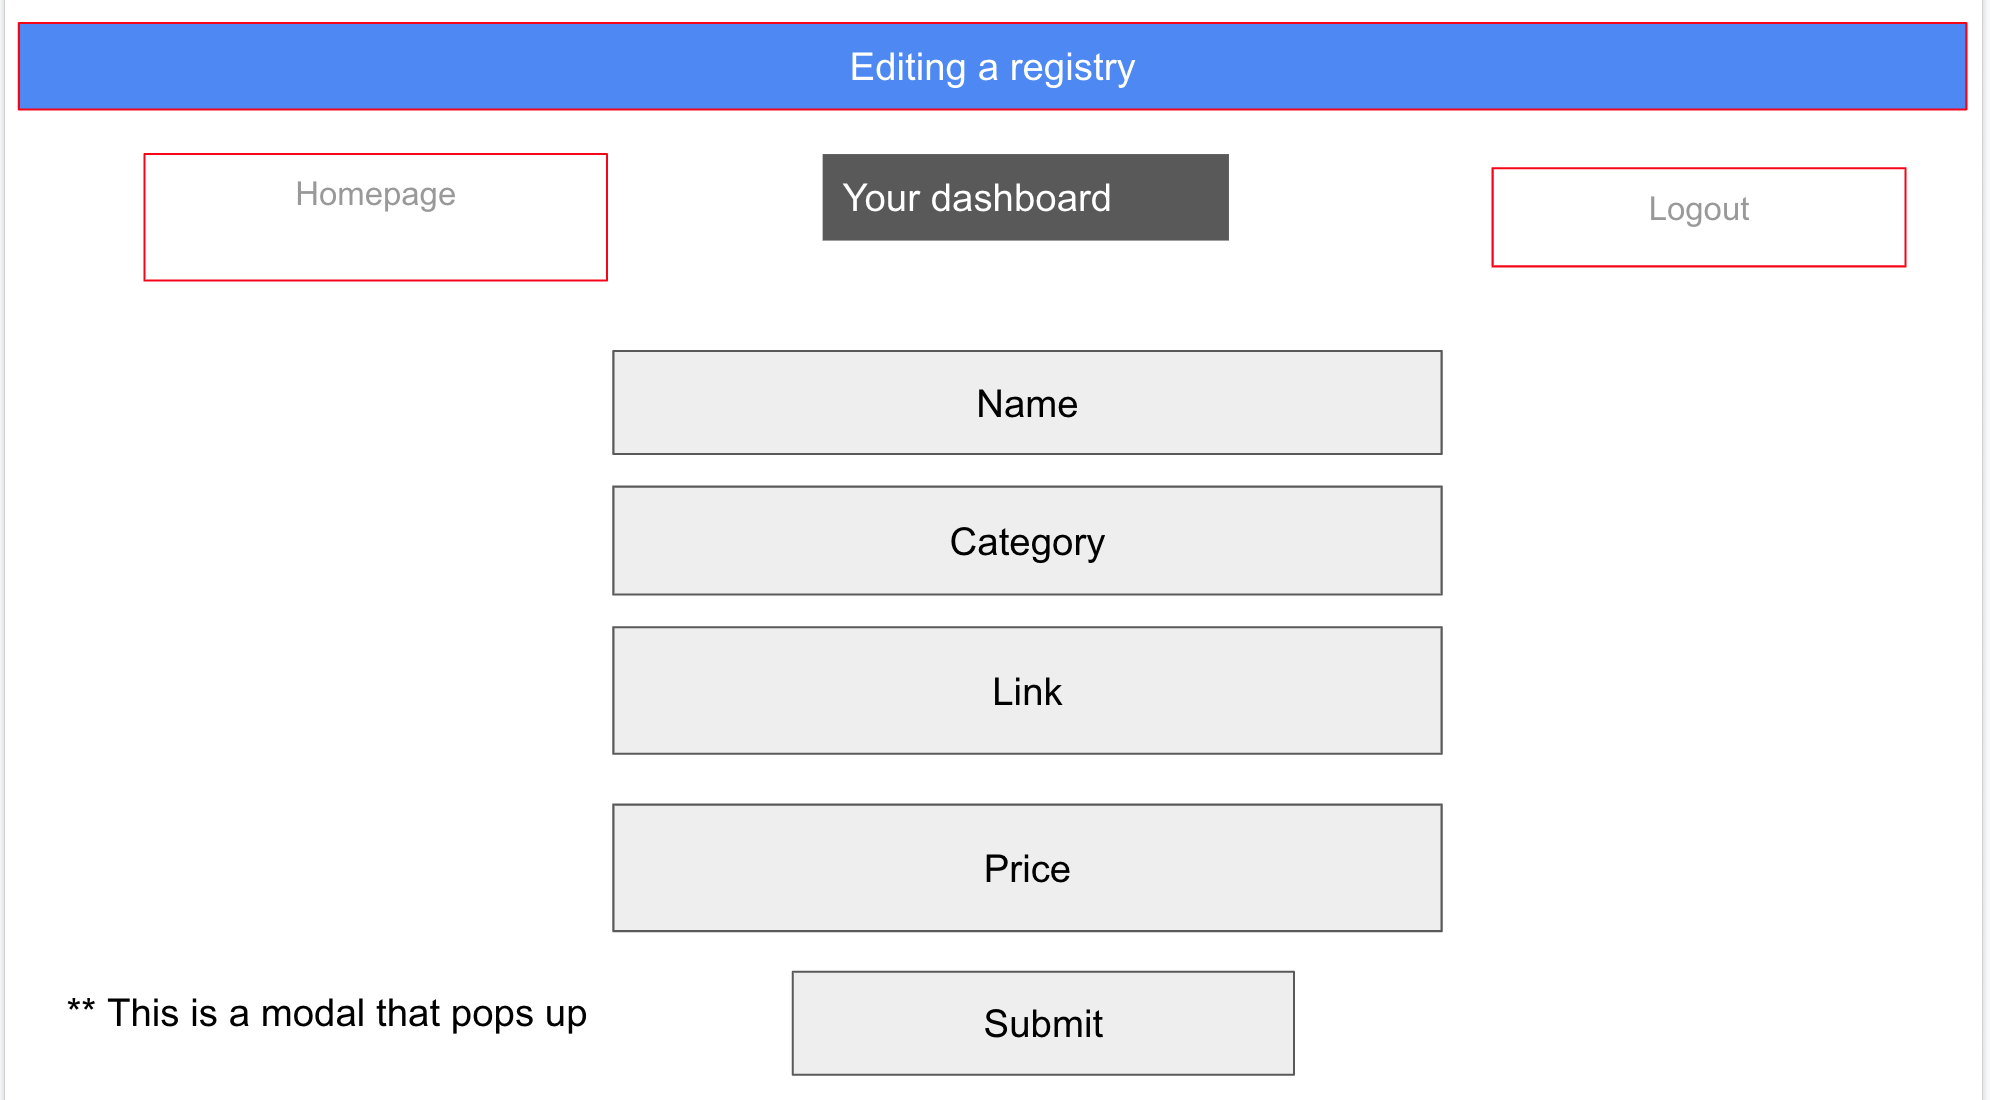 Editing a registry
Homepage
Your dashboard
Logout
Name
Category
Link
Price
** This is a modal that pops up
Submit